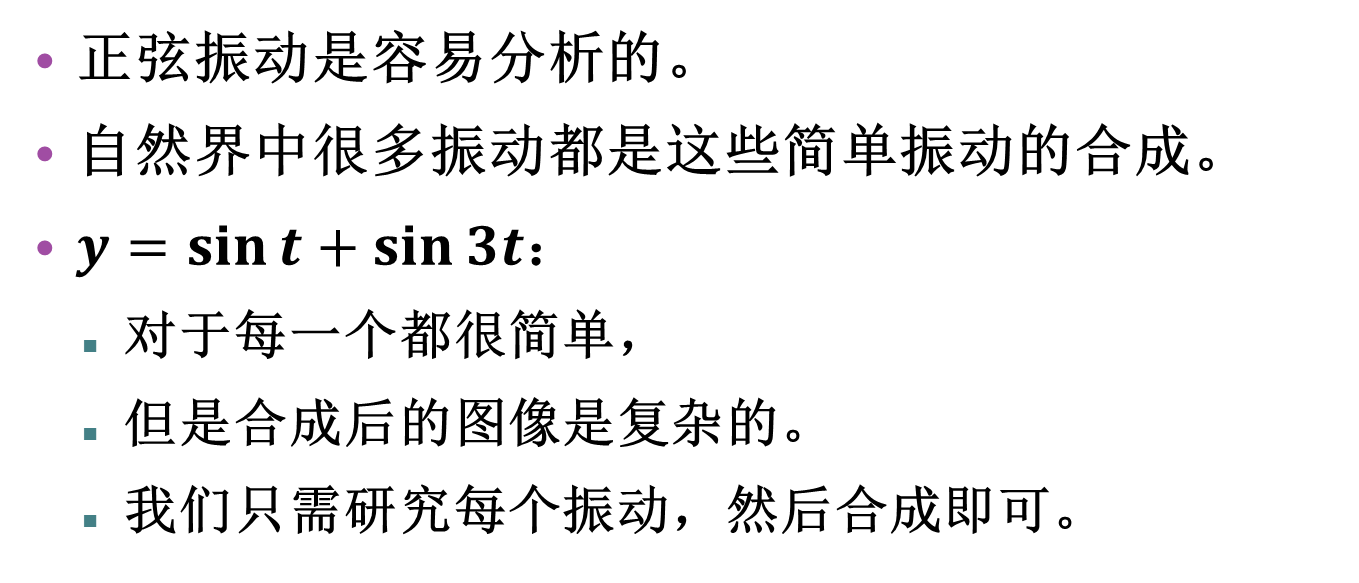 • 正弦振动是容易分析的。
• 自然界中很多振动都是这些简单振动的合成。
• y = sin t + sin 3t：
▪ 对于每一个都很简单，
▪ 但是合成后的图像是复杂的。
▪ 我们只需研究每个振动，然后合成即可。